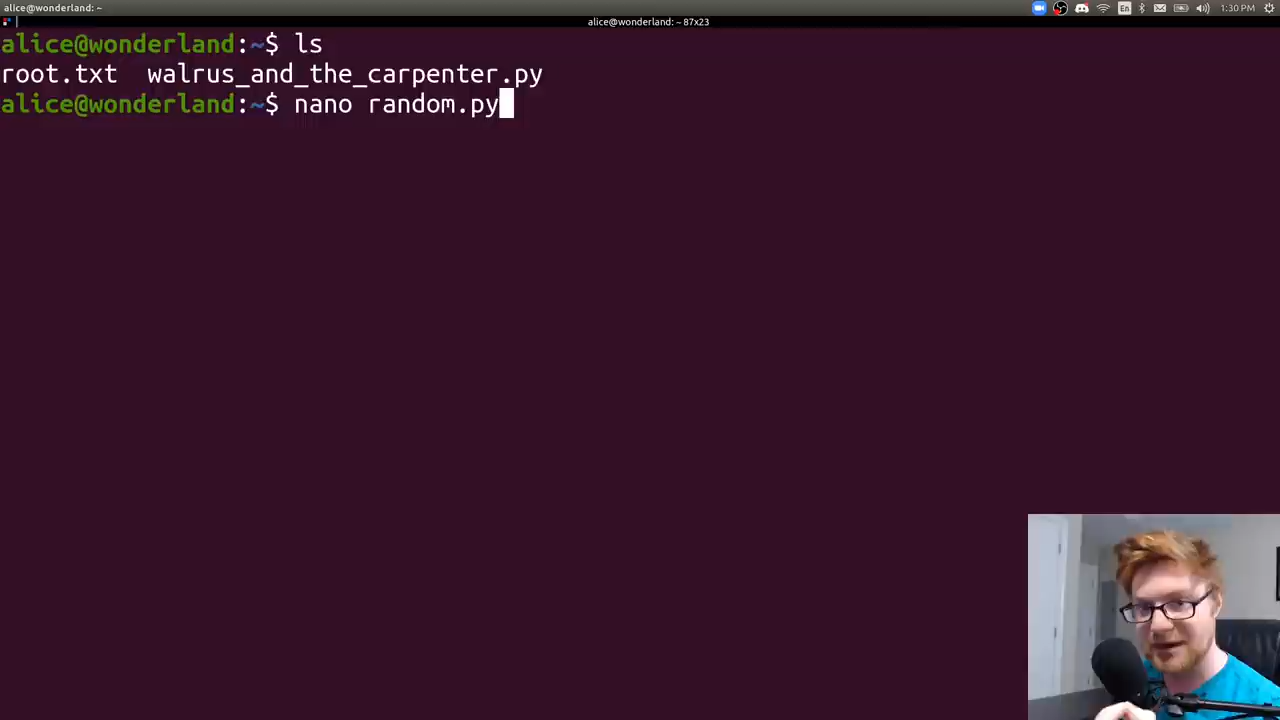 alice@wonderland: ~
En
1:30 PM
alice@wonderland: ~ 87x23
alice@wonderland:~$ ls
root.txt  walrus_and_the_carpenter.py
alice@wonderland:~$ nano random.py